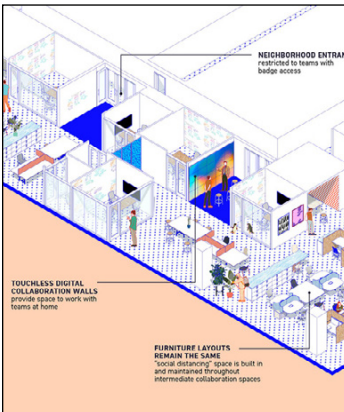 NEIGHBORHOOD ENTRAN
restricted to teams with
badge access
TOUCHLESS DIGITAL
COLLABORATION WALLS
provide space to work with
teams at home
FURNITURE LAYOUTS
REMAIN THE SAME
"social distancing" space is built in
and maintained throughout
intermediate collaboration spaces